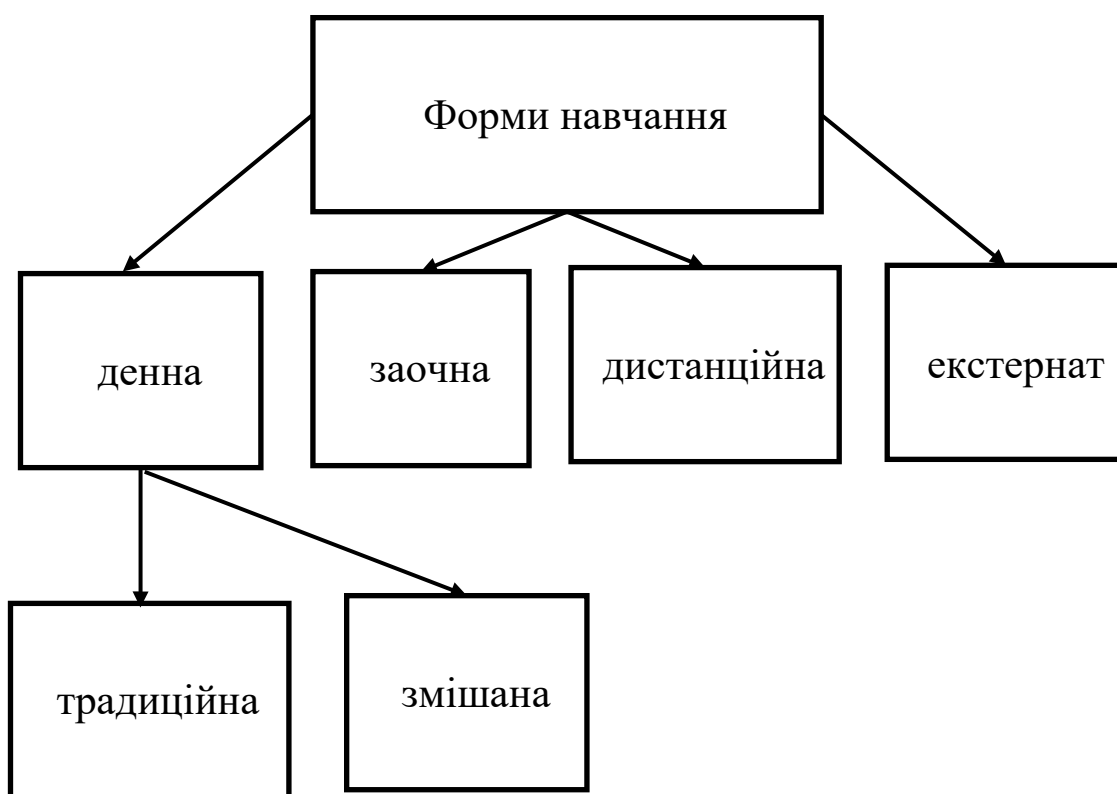 Форми навчання
денна
заочна
дистанційна
екстернат
традиційна
змішана